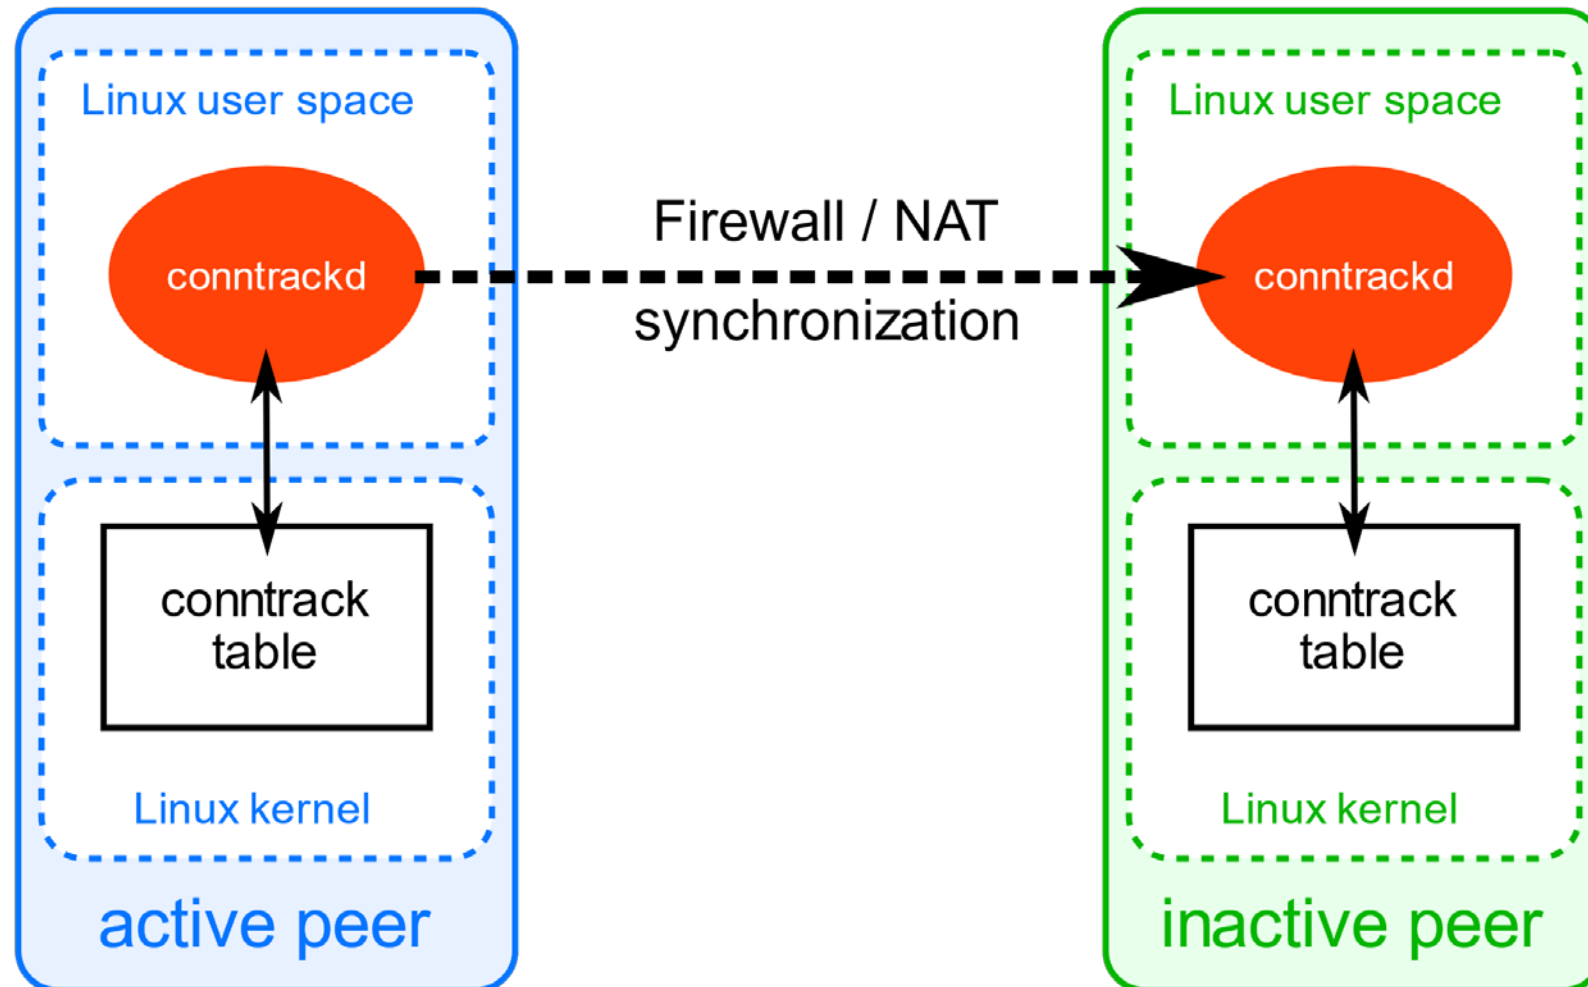 Linux user space
conntrackd
conntrack
table
Linux kernel
active peer
Firewall / NAT
synchronization
Linux user space
conntrackd
conntrack
table
Linux kernel
inactive peer